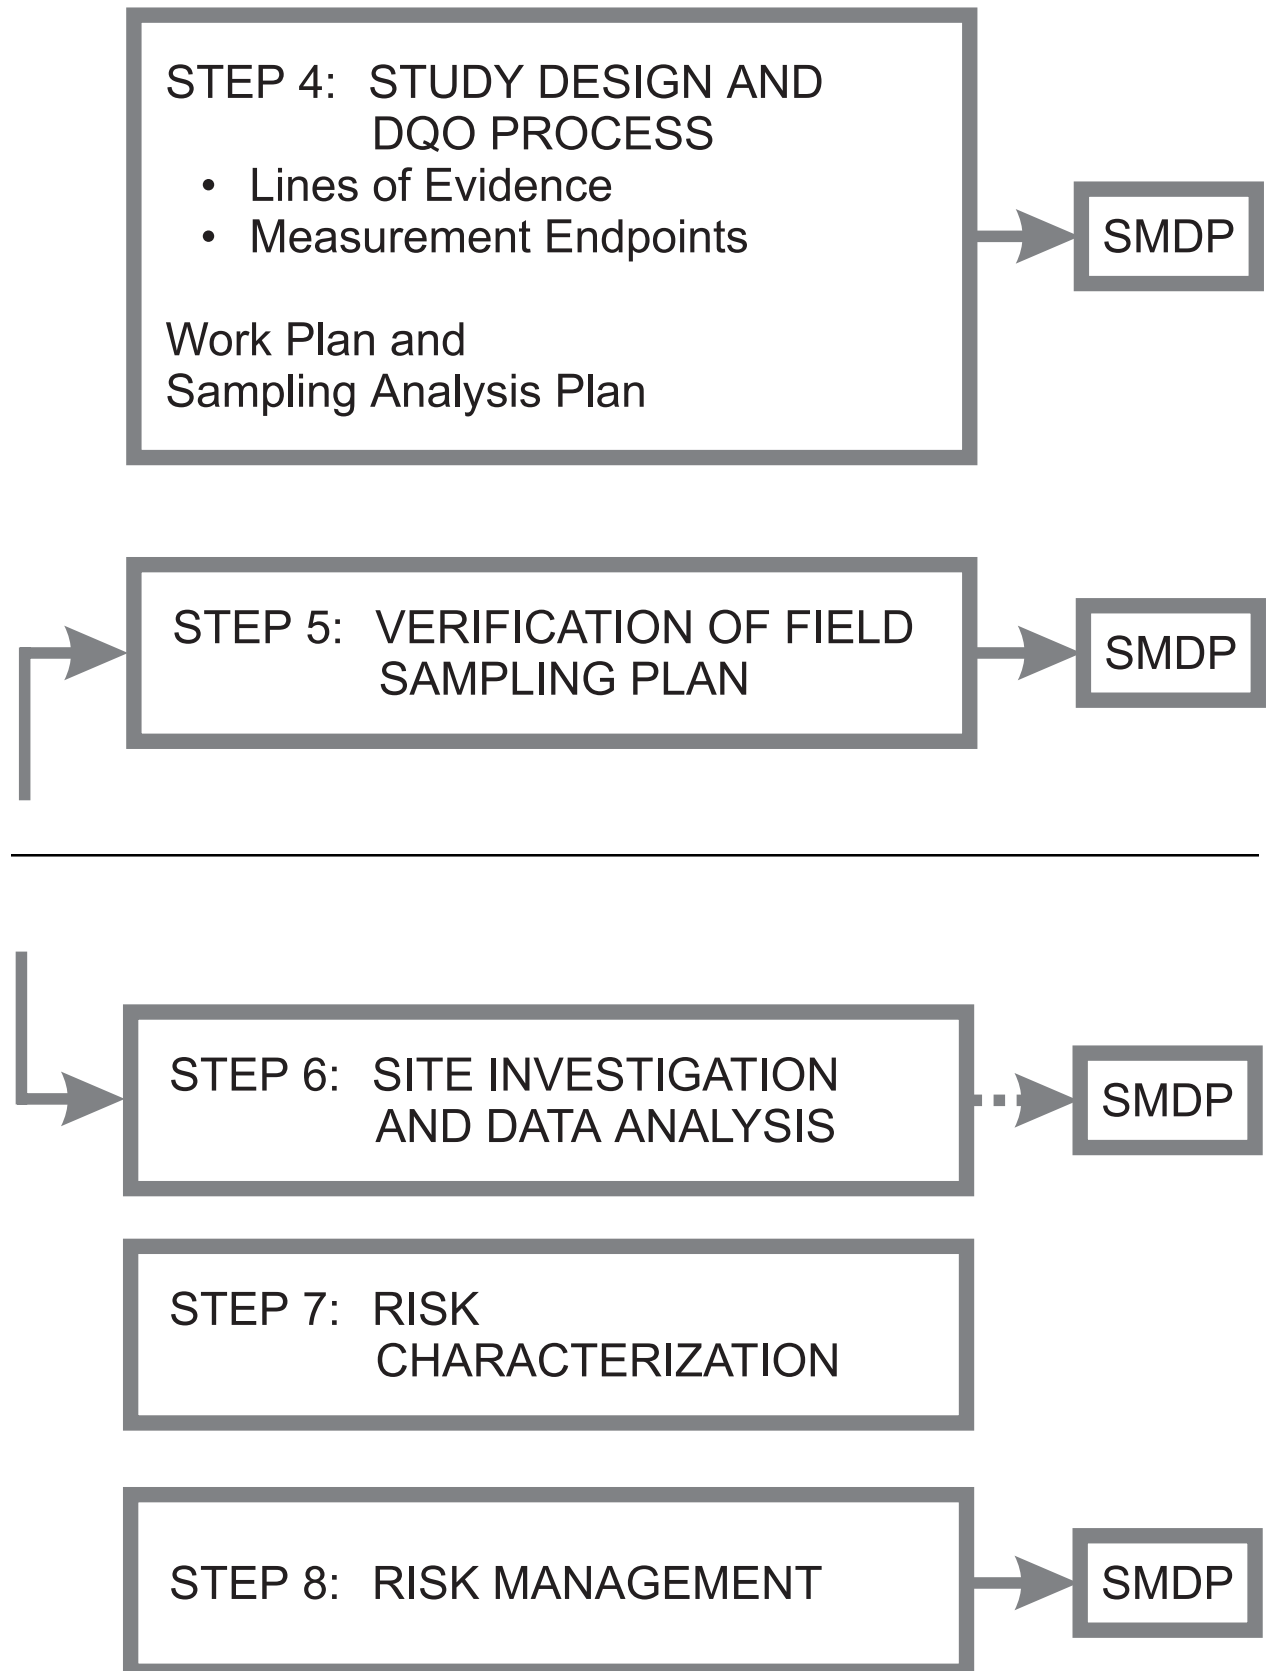 STEP 4: STUDY DESIGN AND
DQO PROCESS
• Lines of Evidence
• Measurement Endpoints
Work Plan and
Sampling Analysis Plan
SMDP
STEP 5: VERIFICATION OF FIELD
SAMPLING PLAN
SMDP
STEP 6: SITE INVESTIGATION
AND DATA ANALYSIS
SMDP
STEP 7: RISK
CHARACTERIZATION
STEP 8: RISK MANAGEMENT
SMDP